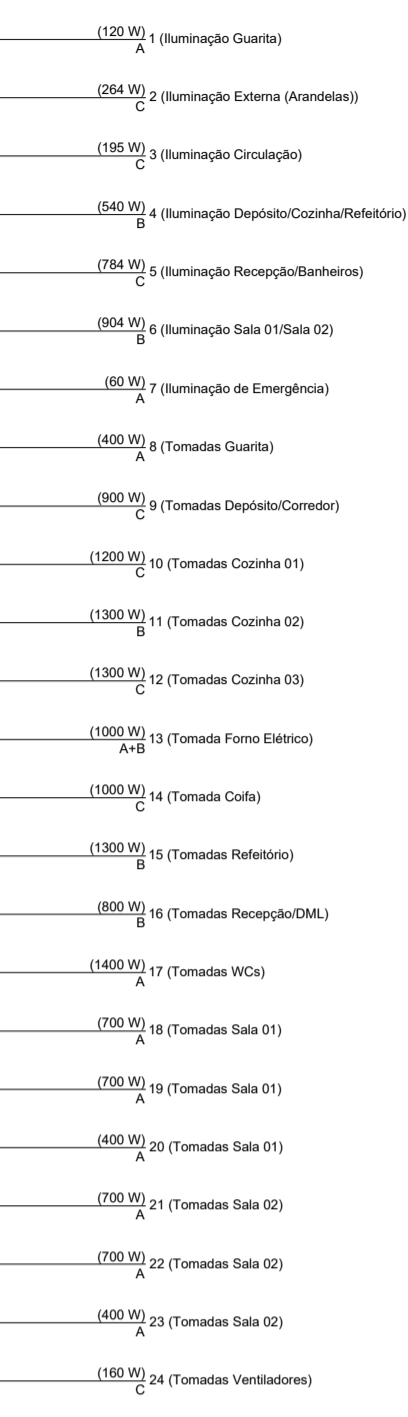 (120 W)
A
1 (Iluminação Guarita)
(264 W)
C
2 (Iluminação Externa (Arandelas))
(195 W)
C
3 (Iluminação Circulação)
(540 W)
B
4 (Iluminação Depósito/Cozinha/Refeitório)
(784 W)
C
5 (Iluminação Recepção/Banheiros)
(904 W)
B
6 (Iluminação Sala 01/Sala 02)
(60 W)
A
7 (Iluminação de Emergência)
(400 W)
A
8 (Tomadas Guarita)
(900 W)
C
9 (Tomadas Depósito/Corredor)
(1200 W)
C
10 (Tomadas Cozinha 01)
(1300 W)
B
11 (Tomadas Cozinha 02)
(1300 W)
C
12 (Tomadas Cozinha 03)
(1000 W)
A+B
13 (Tomada Forno Elétrico)
(1000 W)
C
14 (Tomada Coifa)
(1300 W)
B
15 (Tomadas Refeitório)
(800 W)
B
16 (Tomadas Recepção/DML)
(1400 W)
A
17 (Tomadas WCs)
(700 W)
A
18 (Tomadas Sala 01)
(700 W)
A
19 (Tomadas Sala 01)
(400 W)
A
20 (Tomadas Sala 01)
(700 W)
A
21 (Tomadas Sala 02)
(700 W)
A
22 (Tomadas Sala 02)
(400 W)
A
23 (Tomadas Sala 02)
(160 W)
C
24 (Tomadas Ventiladores)